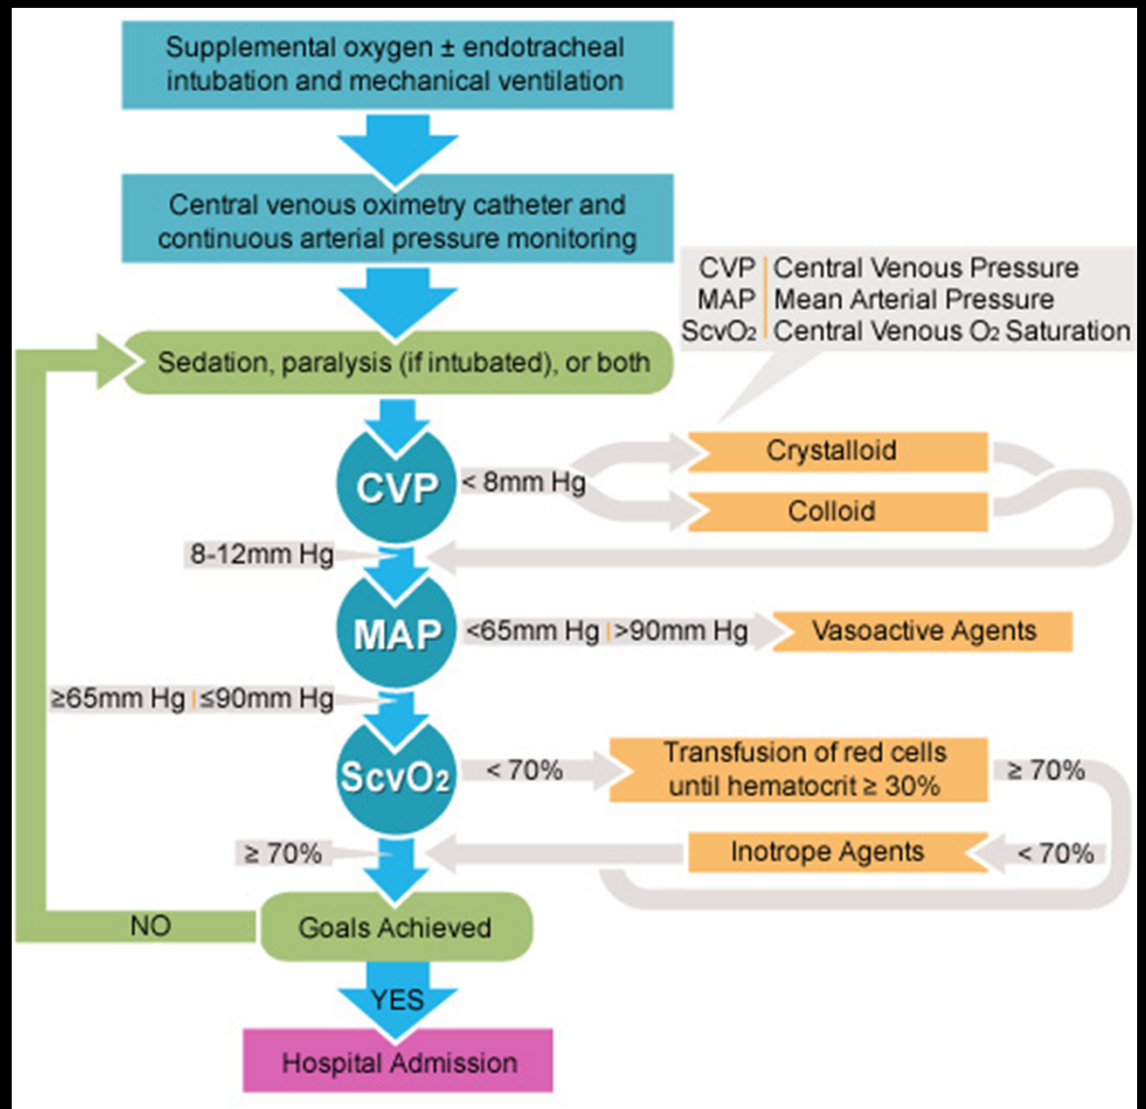 Supplemental oxygen ± endotracheal
intubation and mechanical ventilation
Central venous oximetry catheter and
continuous arterial pressure monitoring
CVP | Central Venous Pressure
MAP | Mean Arterial Pressure
ScvO₂ | Central Venous O₂ Saturation
Sedation, paralysis (if intubated), or both
CVP
< 8mm Hg
Crystalloid
Colloid
8-12mm Hg
MAP
<65mm Hg | >90mm Hg
Vasoactive Agents
≥65mm Hg | ≤90mm Hg
ScvO₂
< 70%
Transfusion of red cells
until hematocrit ≥ 30%
≥ 70%
≥ 70%
Inotrope Agents
< 70%
Goals Achieved
NO
YES
Hospital Admission